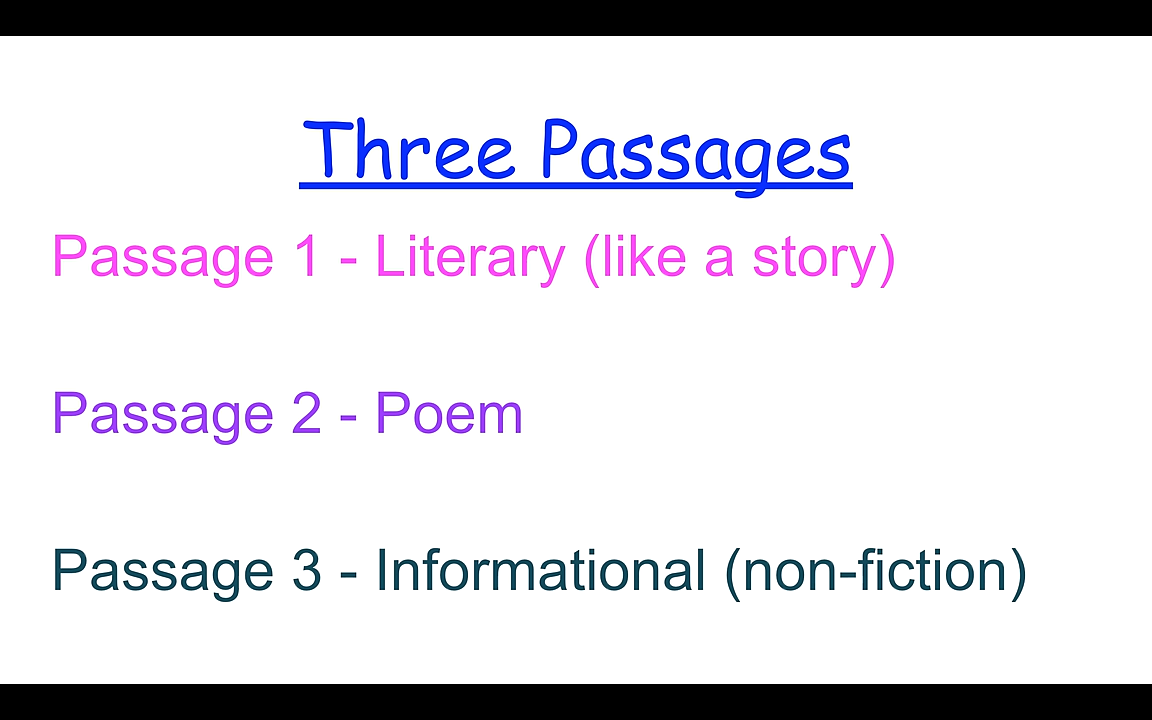 Three Passages
Passage 1 - Literary (like a story)
Passage 2 - Poem
Passage 3 - Informational (non-fiction)